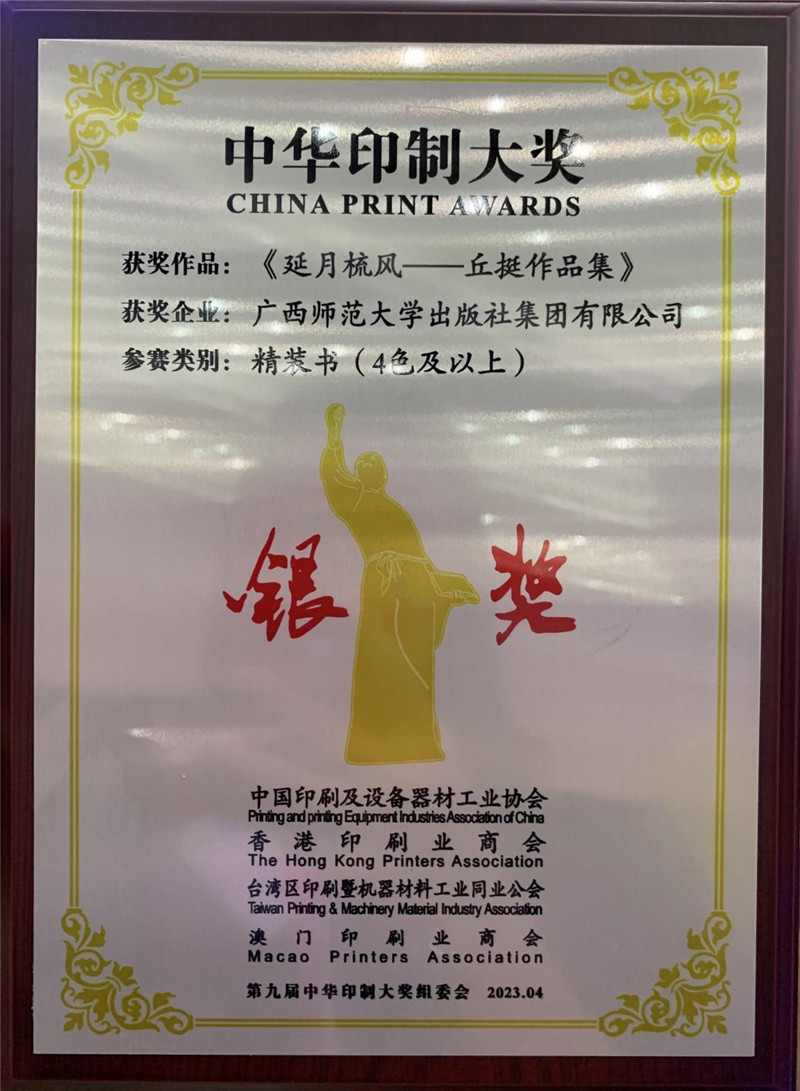 中华印制大奖
CHINA PRINT AWARDS
获奖作品：《延月梳风——丘挺作品集》
获奖企业：广西师范大学出版社集团有限公司
参赛类别：精装书（4色及以上）
银奖
中国印刷及设备器材工业协会
Printing and printing Equipment Industries Association of China
香港印刷业商会
The Hong Kong Printers Association
台湾区印刷暨机器材料工业同业公会
Taiwan Printing & Machinery Material Industry Association
澳门印刷业商会
Macao Printers Association
第九届中华印制大奖组委会 2023.04